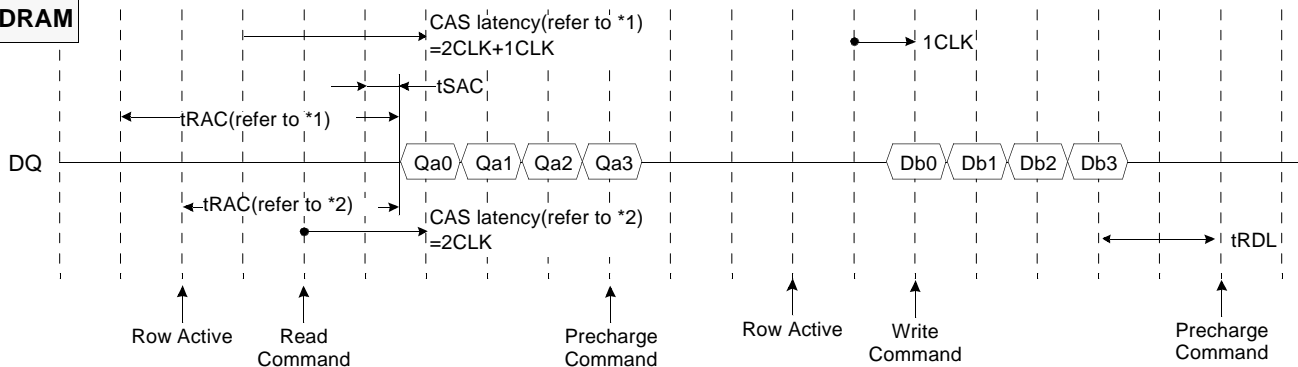 DRAM
CAS latency(refer to *1)
=2CLK+1CLK
1CLK
tSAC
tRAC(refer to *1)
DQ
Qa0
Qa1
Qa2
Qa3
Db0
Db1
Db2
Db3
tRAC(refer to *2)
CAS latency(refer to *2)
=2CLK
tRDL
Row Active
Read
Command
Precharge
Command
Row Active
Write
Command
Precharge
Command